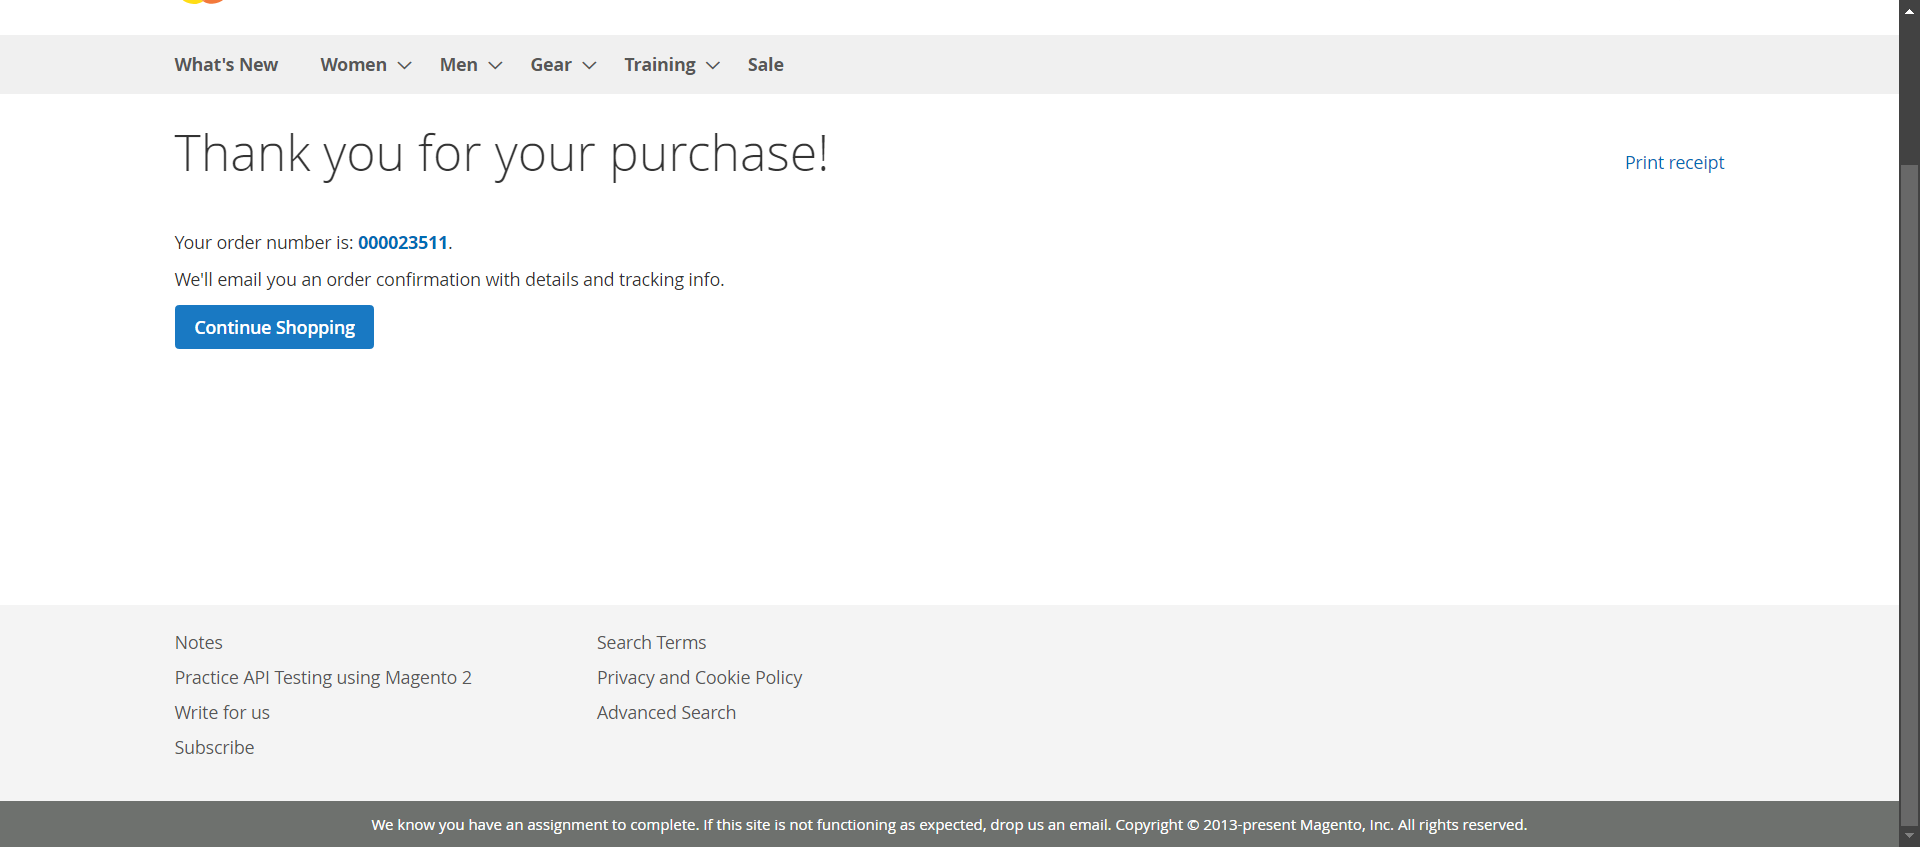 What's New Women Men Gear Training Sale
Thank you for your purchase!
Print receipt
Your order number is: 000023511.
We'll email you an order confirmation with details and tracking info.
Continue Shopping
Notes
Practice API Testing using Magento 2
Write for us
Subscribe
Search Terms
Privacy and Cookie Policy
Advanced Search
We know you have an assignment to complete. If this site is not functioning as expected, drop us an email. Copyright © 2013-present Magento, Inc. All rights reserved.